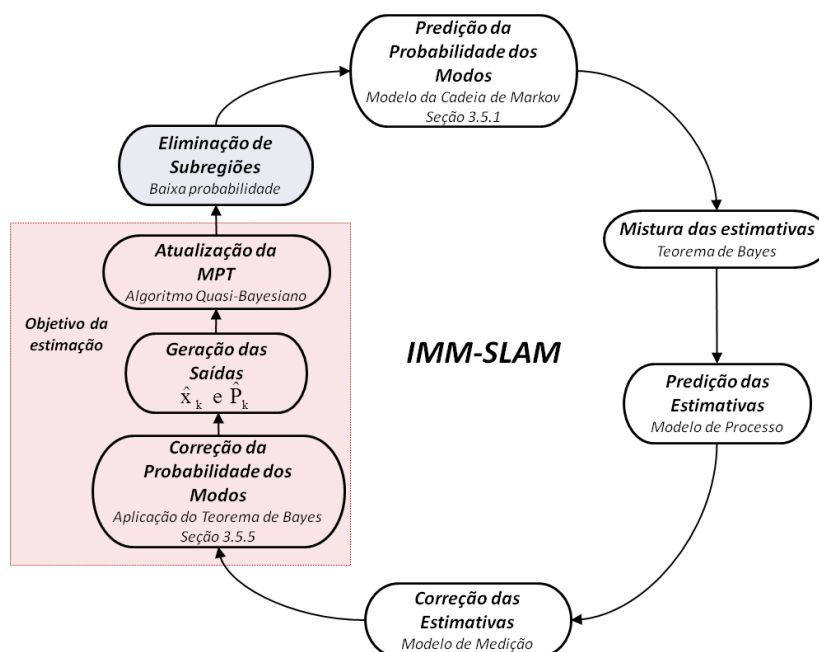 Predição da
Probabilidade dos
Modos
Modelo da Cadeia de Markov
Seção 3.5.1
Mistura das estimativas
Teorema de Bayes
Predição das
Estimativas
Modelo de Processo
Correção das
Estimativas
Modelo de Medição
Correção da
Probabilidade dos
Modos
Aplicação do Teorema de Bayes
Seção 3.5.5
Geração das
Saídas
x̂ₖ e P̂ₖ
Atualização da
MPT
Algoritmo Quasi-Bayesiano
Eliminação de
Subregiões
Baixa probabilidade
Objetivo da
estimação
IMM-SLAM